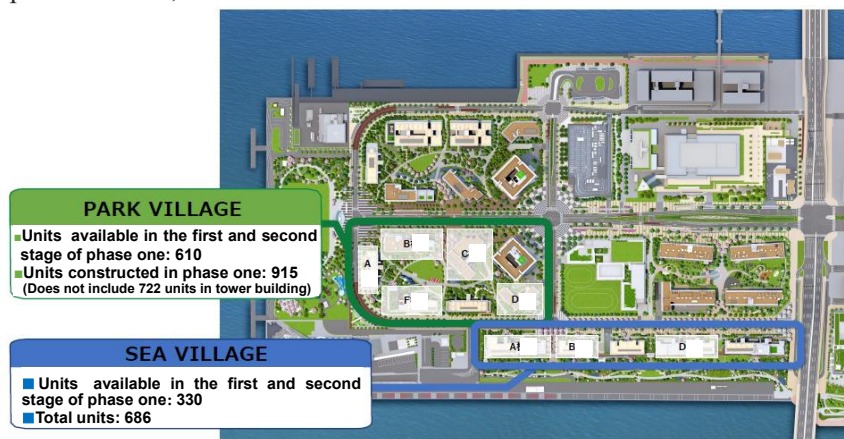 PARK VILLAGE
■Units available in the first and second
stage of phase one: 610
■Units constructed in phase one: 915
(Does not include 722 units in tower building)
SEA VILLAGE
■ Units available in the first and second
stage of phase one: 330
■Total units: 686
B
A
C
F
D
A
B
D